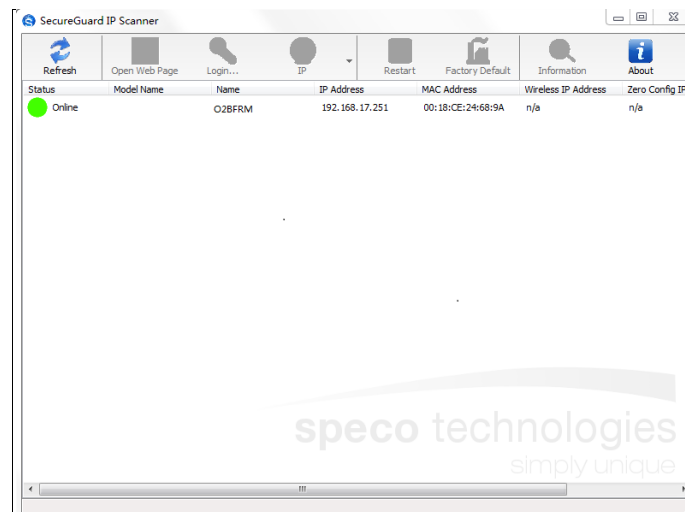 SecureGuard IP Scanner
Refresh Open Web Page Login... IP Restart Factory Default Information About
Status Model Name Name IP Address MAC Address Wireless IP Address Zero Config IP
Online O2BFRM 192.168.17.251 00:18:CE:24:68:9A n/a n/a
speco technologies
simply unique